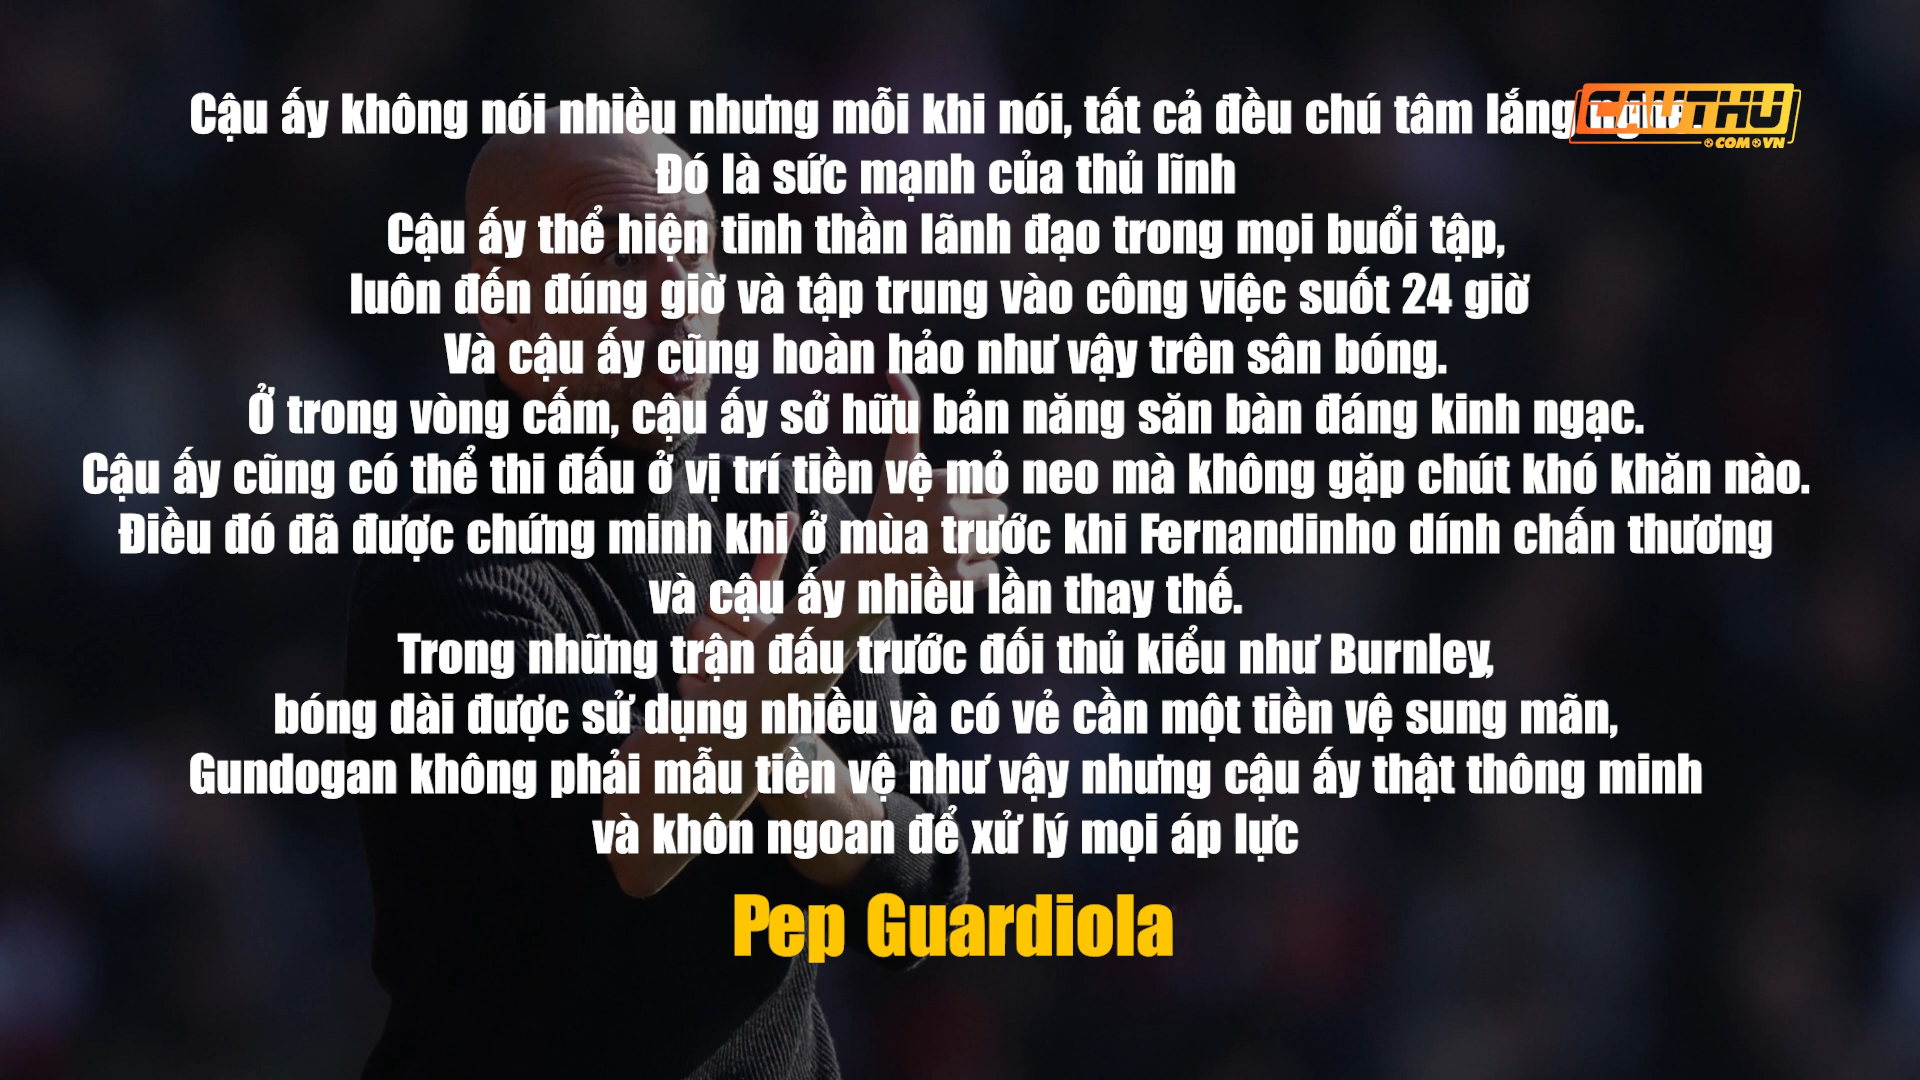 Cậu ấy không nói nhiều nhưng mỗi khi nói, tất cả đều chú tâm lắng
CAUTHU
.COM.VN
Đó là sức mạnh của thủ lĩnh
Cậu ấy thể hiện tinh thần lãnh đạo trong mọi buổi tập,
luôn đến đúng giờ và tập trung vào công việc suốt 24 giờ
Và cậu ấy cũng hoàn hảo như vậy trên sân bóng.
Ở trong vòng cấm, cậu ấy sở hữu bản năng săn bàn đáng kinh ngạc.
Cậu ấy cũng có thể thi đấu ở vị trí tiền vệ mỏ neo mà không gặp chút khó khăn nào.
Điều đó đã được chứng minh khi ở mùa trước khi Fernandinho dính chấn thương
và cậu ấy nhiều lần thay thế.
Trong những trận đấu trước đối thủ kiểu như Burnley,
bóng dài được sử dụng nhiều và có vẻ cần một tiền vệ sung mãn,
Gundogan không phải mẫu tiền vệ như vậy nhưng cậu ấy thật thông minh
và khôn ngoan để xử lý mọi áp lực
Pep Guardiola